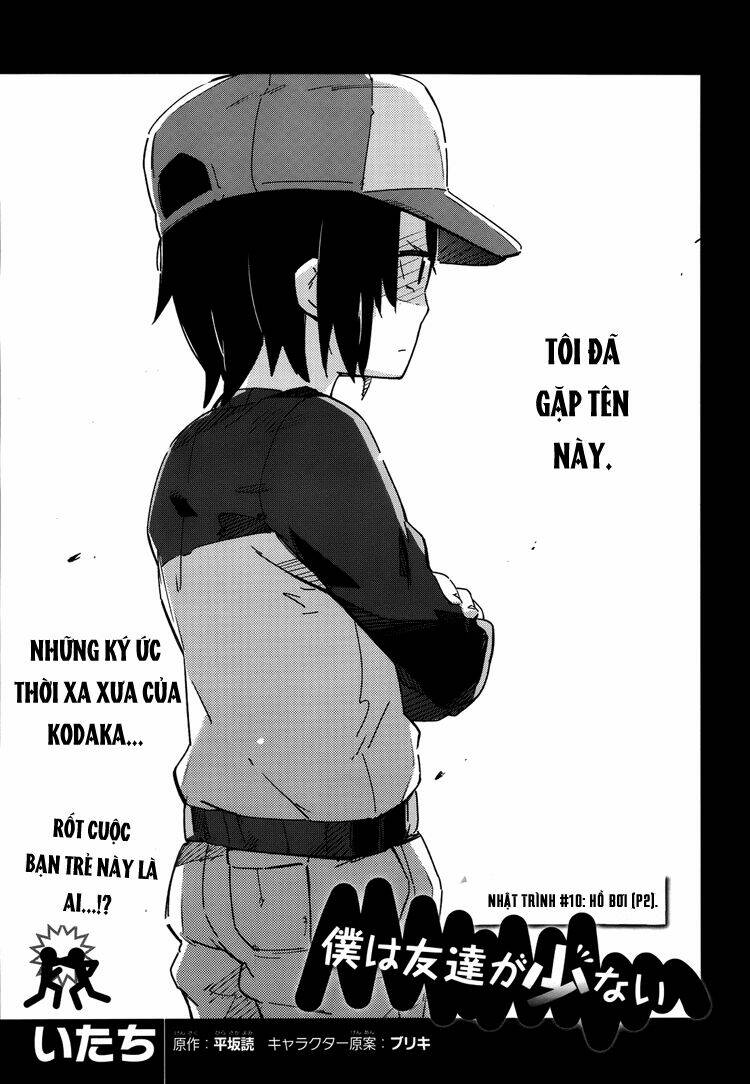 TÔI ĐÃ
GẶP TÊN
NÀY.
NHỮNG KÝ ỨC
THỜI XA XƯA CỦA
KODAKA...
RỐT CUỘC
BẠN TRẺ NÀY LÀ
AI...!?
NHẬT TRÌNH #10: HỒ BƠI (P2).
僕は友達が少ない
いたち
原作：平坂読 キャラクター原案：ブリキ